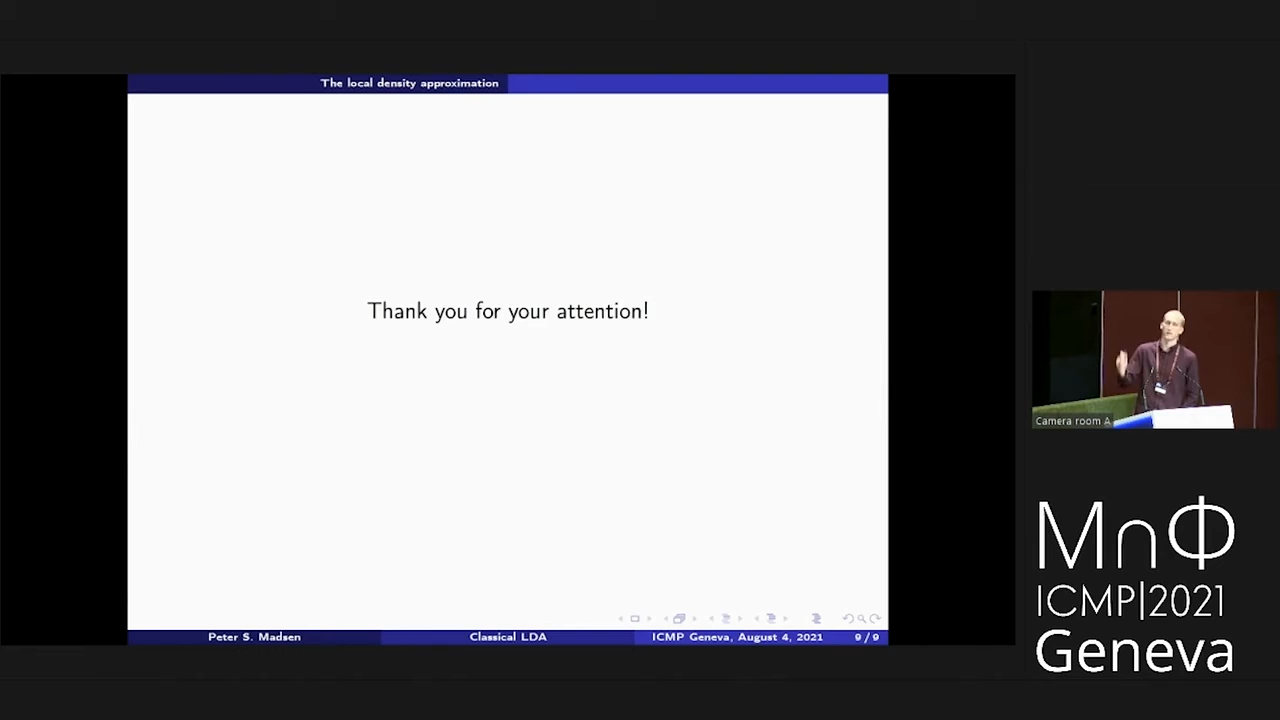 The local density approximation
Thank you for your attention!
Peter S. Madsen
Classical LDA
ICMP Geneva, August 4, 2021
9 / 9
Camera room A
M∩Φ
ICMP|2021
Geneva